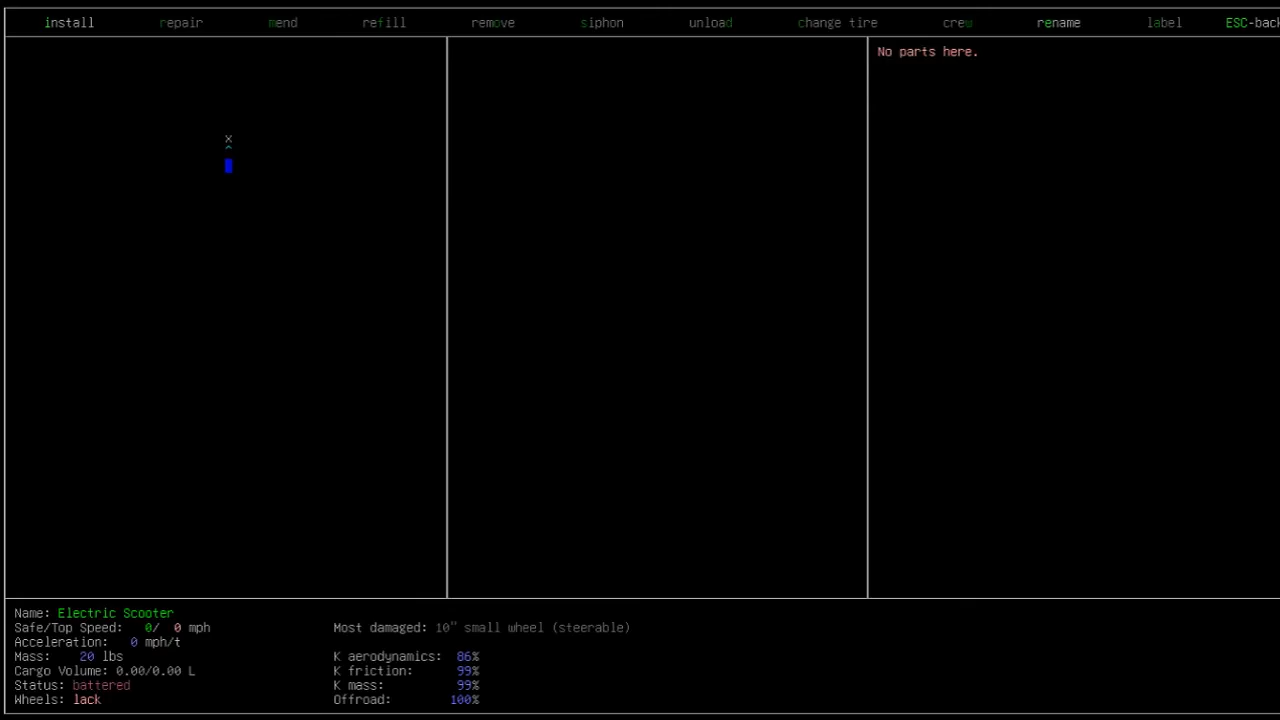 install repair mend refill remove siphon unload change tire crew rename label ESC-back
No parts here.
x
^
Name: Electric Scooter
Safe/Top Speed: 0/ 0 mph
Acceleration: 0 mph/t
Mass: 20 lbs
Cargo Volume: 0.00/0.00 L
Status: battered
Wheels: lack
Most damaged: 10" small wheel (steerable)
K aerodynamics: 86%
K friction: 99%
K mass: 99%
Offroad: 100%